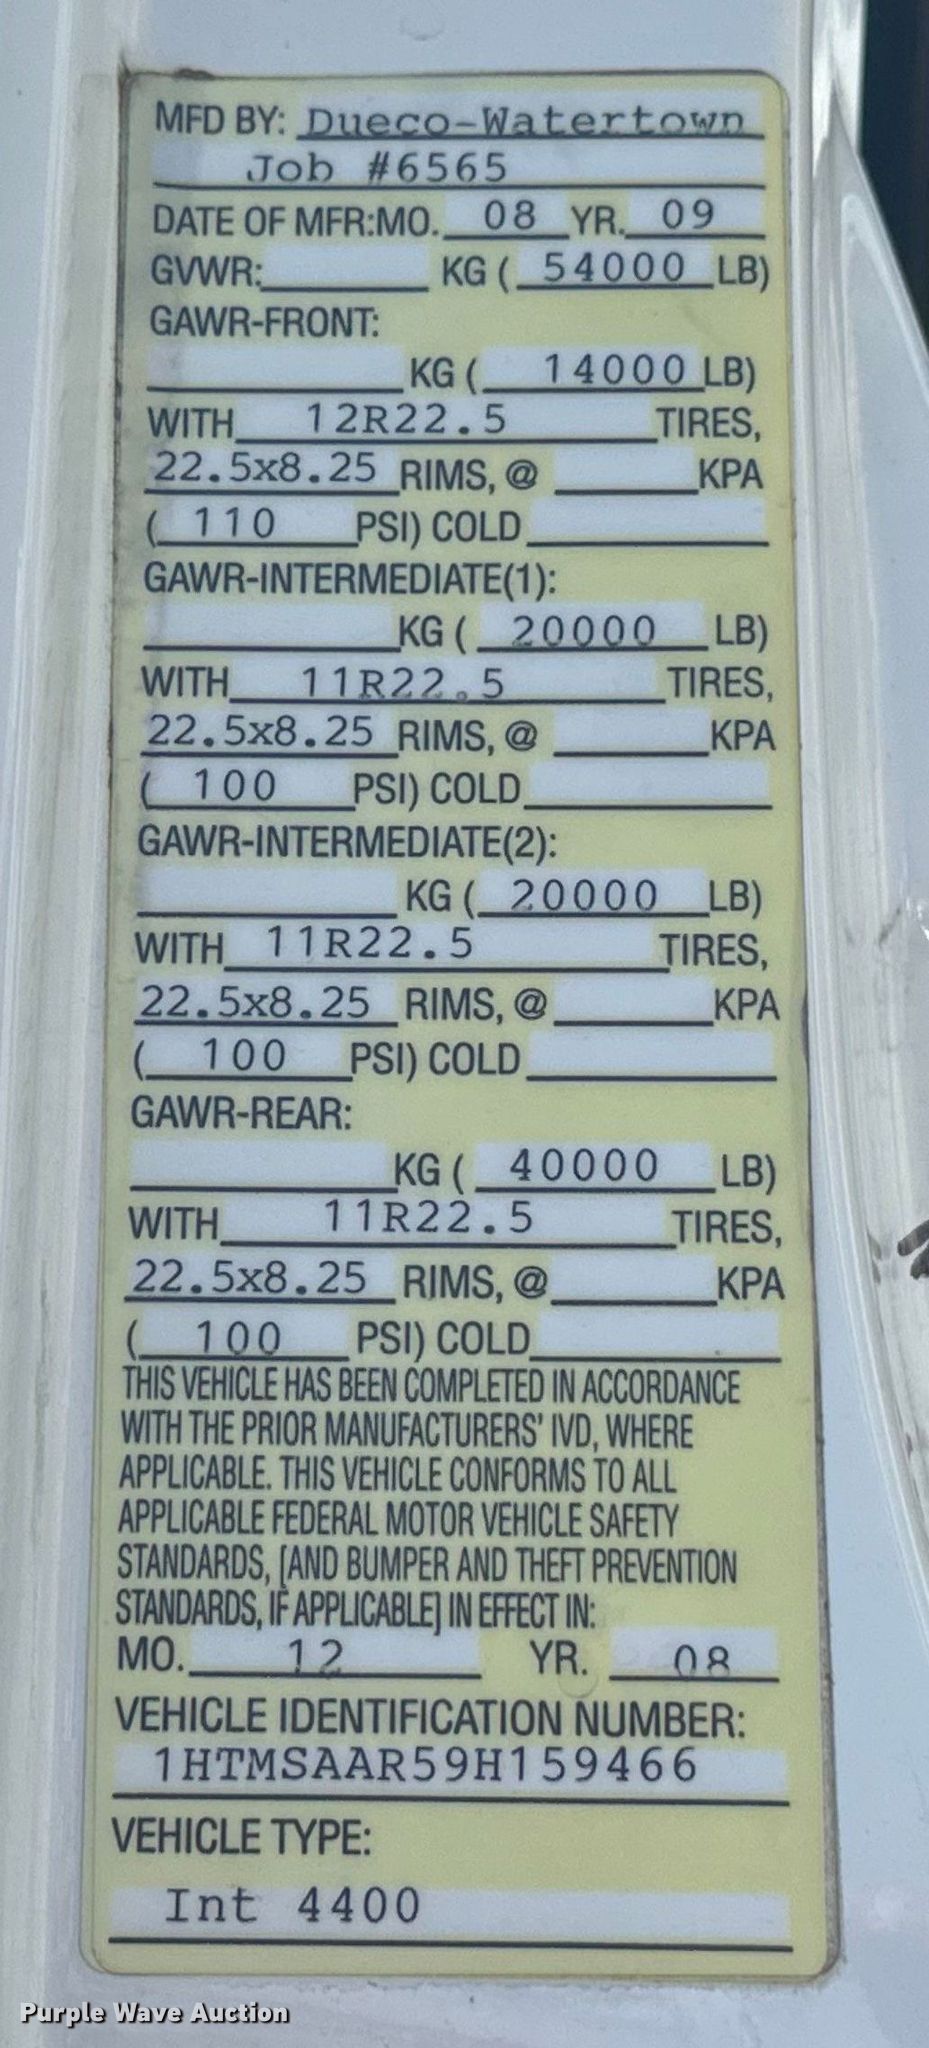 MFD BY: Dueco-Watertown
Job #6565
DATE OF MFR:MO. 08 YR. 09
GVWR: KG ( 54000 LB)
GAWR-FRONT:
KG ( 14000 LB)
WITH 12R22.5 TIRES,
22.5x8.25 RIMS, @ KPA
( 110 PSI) COLD
GAWR-INTERMEDIATE(1):
KG ( 20000 LB)
WITH 11R22.5 TIRES,
22.5x8.25 RIMS, @ KPA
( 100 PSI) COLD
GAWR-INTERMEDIATE(2):
KG ( 20000 LB)
WITH 11R22.5 TIRES,
22.5x8.25 RIMS, @ KPA
( 100 PSI) COLD
GAWR-REAR:
KG ( 40000 LB)
WITH 11R22.5 TIRES,
22.5x8.25 RIMS, @ KPA
( 100 PSI) COLD
THIS VEHICLE HAS BEEN COMPLETED IN ACCORDANCE
WITH THE PRIOR MANUFACTURERS' IVD, WHERE
APPLICABLE. THIS VEHICLE CONFORMS TO ALL
APPLICABLE FEDERAL MOTOR VEHICLE SAFETY
STANDARDS, [AND BUMPER AND THEFT PREVENTION
STANDARDS, IF APPLICABLE] IN EFFECT IN:
MO. 12 YR. 08
VEHICLE IDENTIFICATION NUMBER:
1HTMSAAR59H159466
VEHICLE TYPE:
Int 4400
Purple Wave Auction